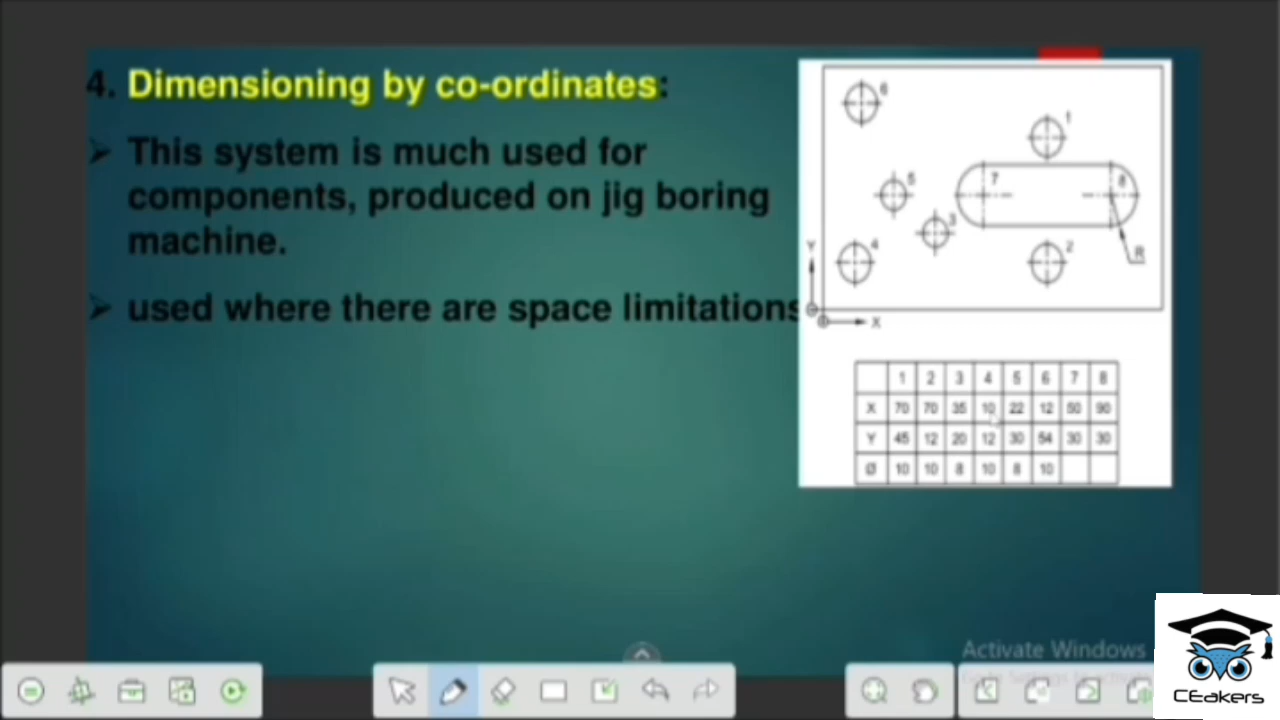 4. Dimensioning by co-ordinates:
➢ This system is much used for
components, produced on jig boring
machine.
➢ used where there are space limitations
6
1
5
7
8
3
4
2
Y
R
X
1 2 3 4 5 6 7 8
X 70 70 35 10 22 12 50 90
Y 45 12 20 12 30 54 30 30
Ø 10 10 8 10 8 10
Activate Windows
CEakers